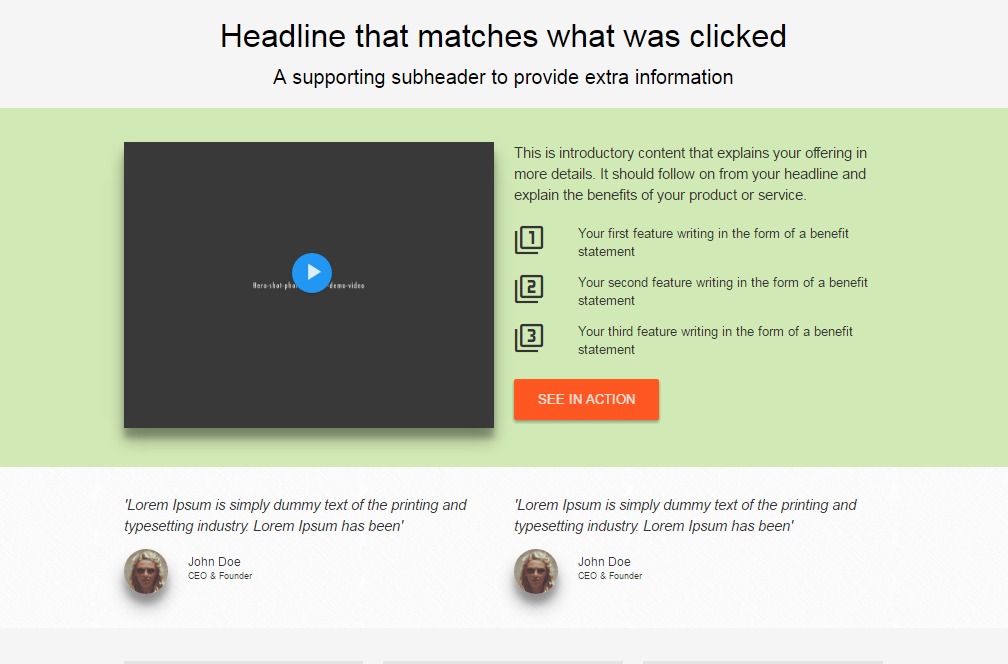 Headline that matches what was clicked
A supporting subheader to provide extra information
Hero-shot-pho demo-video
This is introductory content that explains your offering in
more details. It should follow on from your headline and
explain the benefits of your product or service.
1
Your first feature writing in the form of a benefit
statement
2
Your second feature writing in the form of a benefit
statement
3
Your third feature writing in the form of a benefit
statement
SEE IN ACTION
'Lorem Ipsum is simply dummy text of the printing and
typesetting industry. Lorem Ipsum has been'
John Doe
CEO & Founder
'Lorem Ipsum is simply dummy text of the printing and
typesetting industry. Lorem Ipsum has been'
John Doe
CEO & Founder